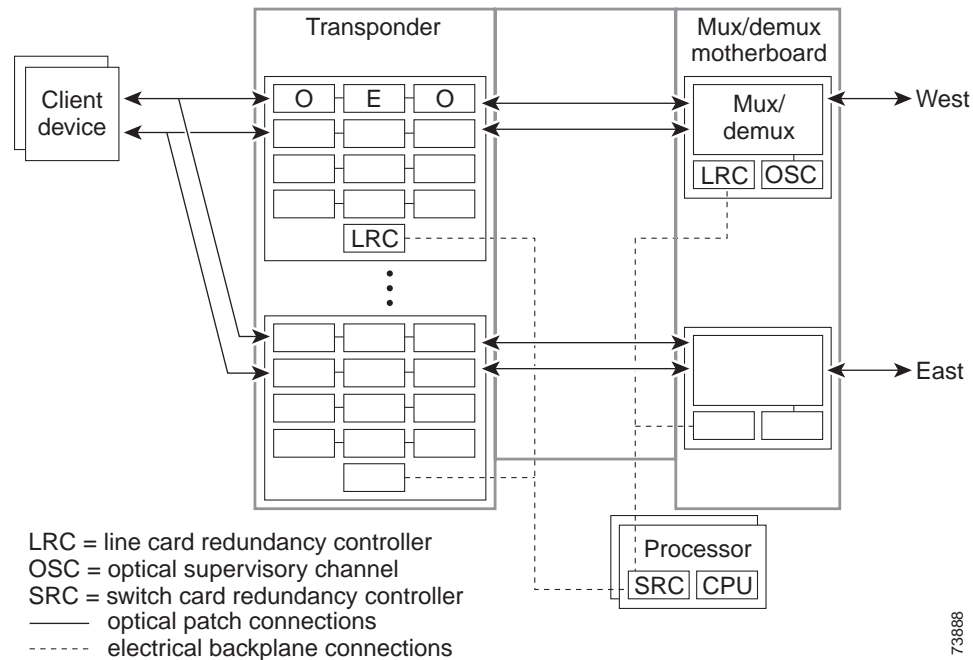 Transponder
Mux/demux
motherboard
Client
device
O E O
Mux/
demux
West
LRC OSC
LRC
East
Processor
SRC CPU
LRC = line card redundancy controller
OSC = optical supervisory channel
SRC = switch card redundancy controller
optical patch connections
electrical backplane connections
73888